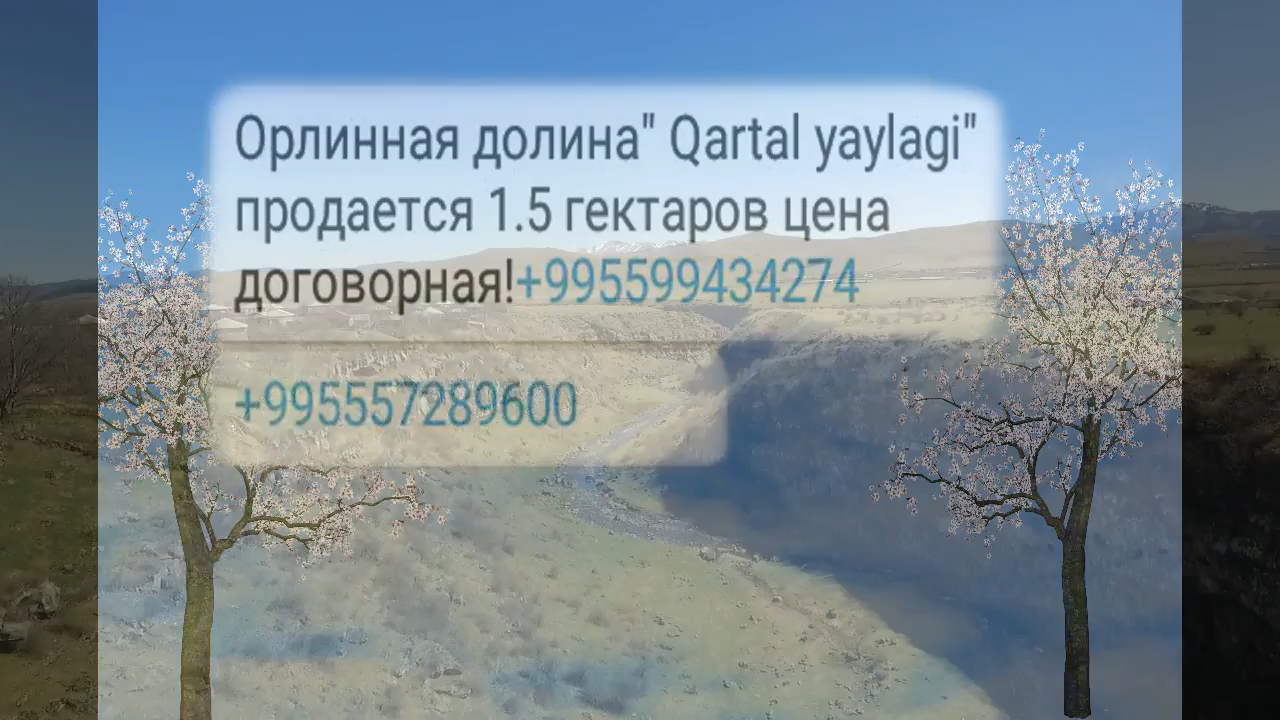 Орлинная долина" Qartal yaylagi"
продается 1.5 гектаров цена
договорная!+995599434274
+995557289600